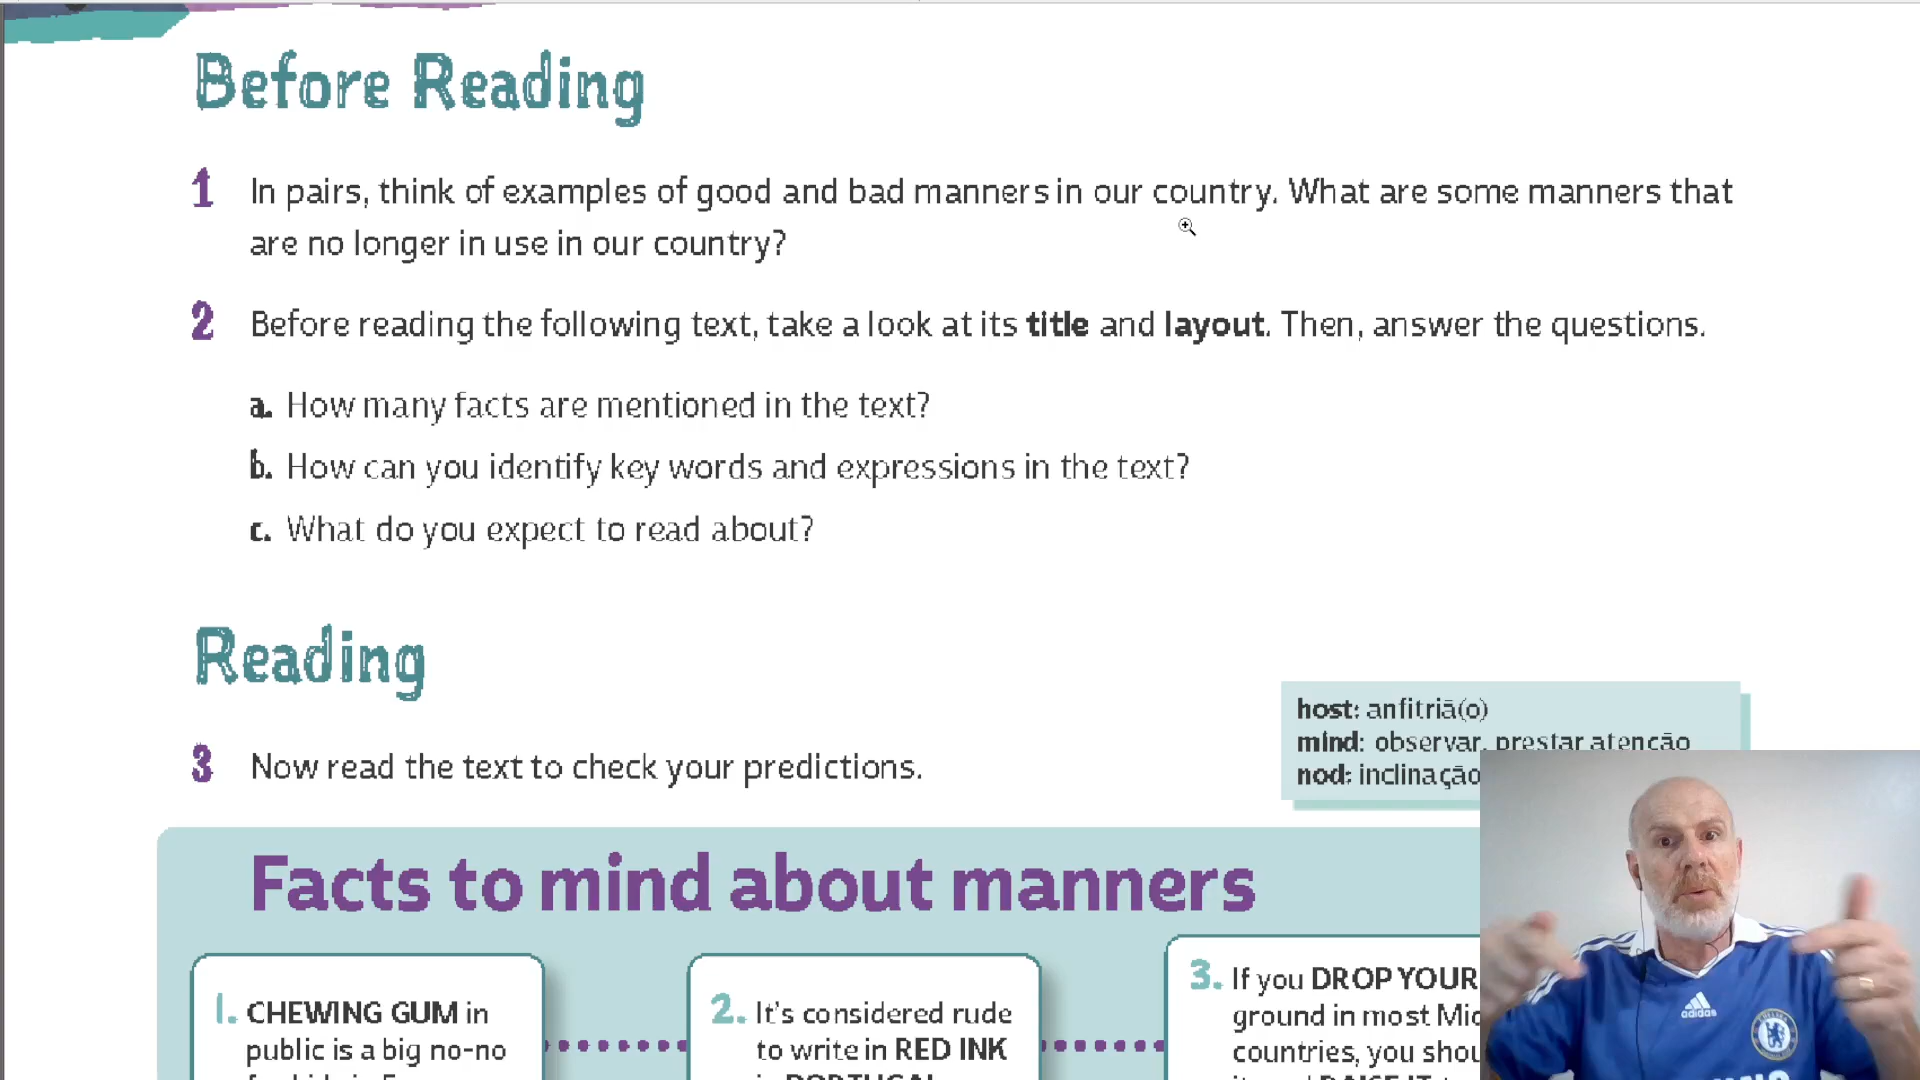 Before Reading
1 In pairs, think of examples of good and bad manners in our country. What are some manners that
are no longer in use in our country?
2 Before reading the following text, take a look at its title and layout. Then, answer the questions.
a. How many facts are mentioned in the text?
b. How can you identify key words and expressions in the text?
c. What do you expect to read about?
Reading
host: anfitriã(o)
mind: observar, prestar atenção
nod: inclinação
3 Now read the text to check your predictions.
Facts to mind about manners
1. CHEWING GUM in
public is a big no-no
2. It's considered rude
to write in RED INK
in PORTUGAL
3. If you DROP YOUR
ground in most
countries, you
adidas